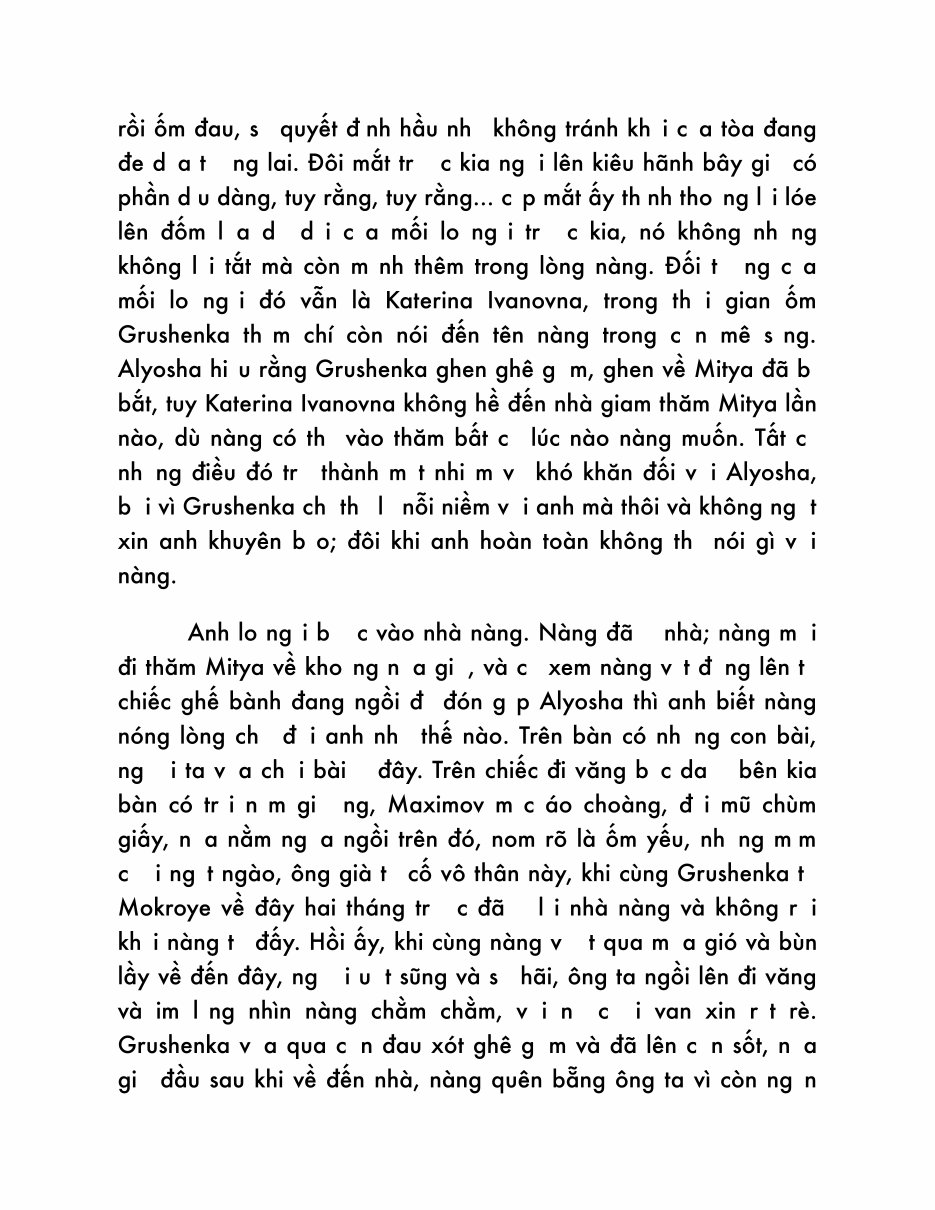 rồi ốm đau, s quyết đ nh hầu nh không tránh kh i c a tòa đang
đe d a t ng lai. Đôi mắt tr c kia ng i lên kiêu hãnh bây gi có
phần d u dàng, tuy rằng, tuy rằng... c p mắt ấy th nh tho ng l i lóe
lên đốm l a d d i c a mối lo ng i tr c kia, nó không nh ng
không l i tắt mà còn m nh thêm trong lòng nàng. Đối t ng c a
mối lo ng i đó vẫn là Katerina Ivanovna, trong th i gian ốm
Grushenka th m chí còn nói đến tên nàng trong c n mê s ng.
Alyosha hi u rằng Grushenka ghen ghê g m, ghen về Mitya đã b
bắt, tuy Katerina Ivanovna không hề đến nhà giam thăm Mitya lần
nào, dù nàng có th vào thăm bất c lúc nào nàng muốn. Tất c
nh ng điều đó tr thành m t nhi m v khó khăn đối v i Alyosha,
b i vì Grushenka ch th l nỗi niềm v i anh mà thôi và không ng t
xin anh khuyên b o; đôi khi anh hoàn toàn không th nói gì v i
nàng.
Anh lo ng i b c vào nhà nàng. Nàng đã nhà; nàng m i
đi thăm Mitya về kho ng n a gi , và c xem nàng v t đ ng lên t
chiếc ghế bành đang ngồi đ đón g p Alyosha thì anh biết nàng
nóng lòng ch đ i anh nh thế nào. Trên bàn có nh ng con bài,
ng i ta v a ch i bài đây. Trên chiếc đi văng b c da bên kia
bàn có tr i n m gi ng, Maximov m c áo choàng, đ i mũ chùm
giấy, n a nằm ng a ngồi trên đó, nom rõ là ốm yếu, nh ng m m
c i ng t ngào, ông già t cố vô thân này, khi cùng Grushenka t
Mokroye về đây hai tháng tr c đã l i nhà nàng và không r i
kh i nàng t đấy. Hồi ấy, khi cùng nàng v t qua m a gió và bùn
lầy về đến đây, ng i u t sũng và s hãi, ông ta ngồi lên đi văng
và im l ng nhìn nàng chằm chằm, v i n c i van xin r t rè.
Grushenka v a qua c n đau xót ghê g m và đã lên c n sốt, n a
gi đầu sau khi về đến nhà, nàng quên bẵng ông ta vì còn ng n